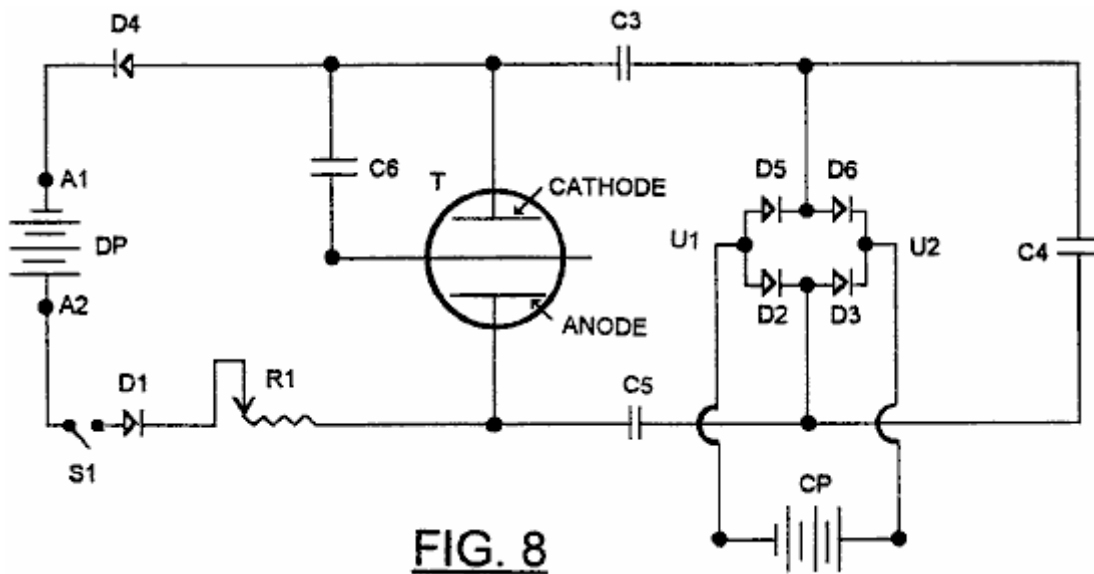 D4
C3
A1
C6
T
CATHODE
D5 D6
DP
U1 U2
C4
A2
ANODE
D2 D3
D1
R1
C5
S1
CP
FIG. 8